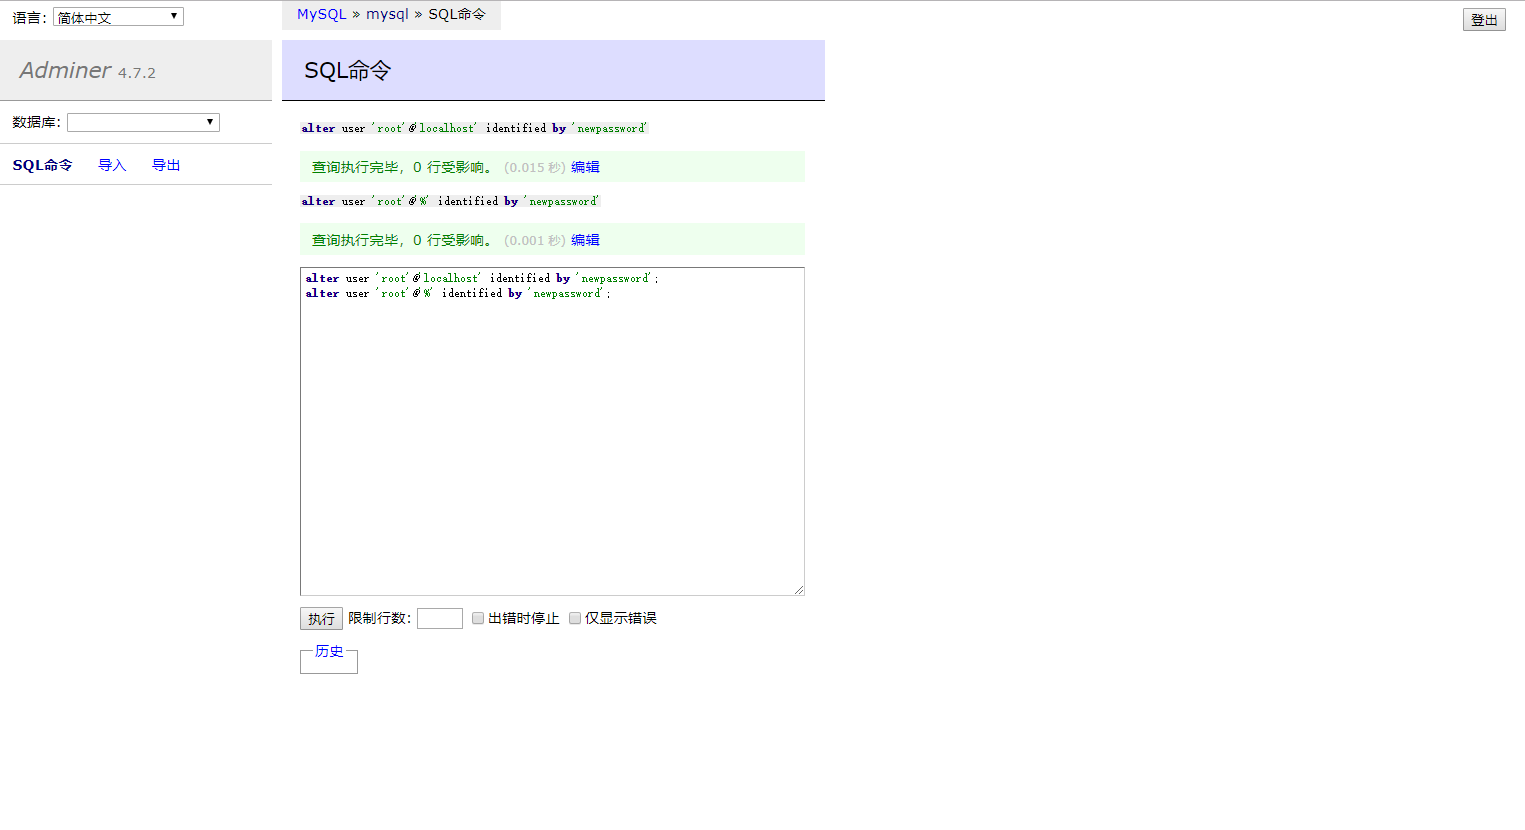 语言: 简体中文
MySQL » mysql » SQL命令
登出
Adminer 4.7.2
SQL命令
数据库:
SQL命令 导入 导出
alter user 'root'@'localhost' identified by 'newpassword'
查询执行完毕，0 行受影响。 (0.015 秒) 编辑
alter user 'root'@'%' identified by 'newpassword'
查询执行完毕，0 行受影响。 (0.001 秒) 编辑
alter user 'root'@'localhost' identified by 'newpassword';
alter user 'root'@'%' identified by 'newpassword';
执行 限制行数: 出错时停止 仅显示错误
历史